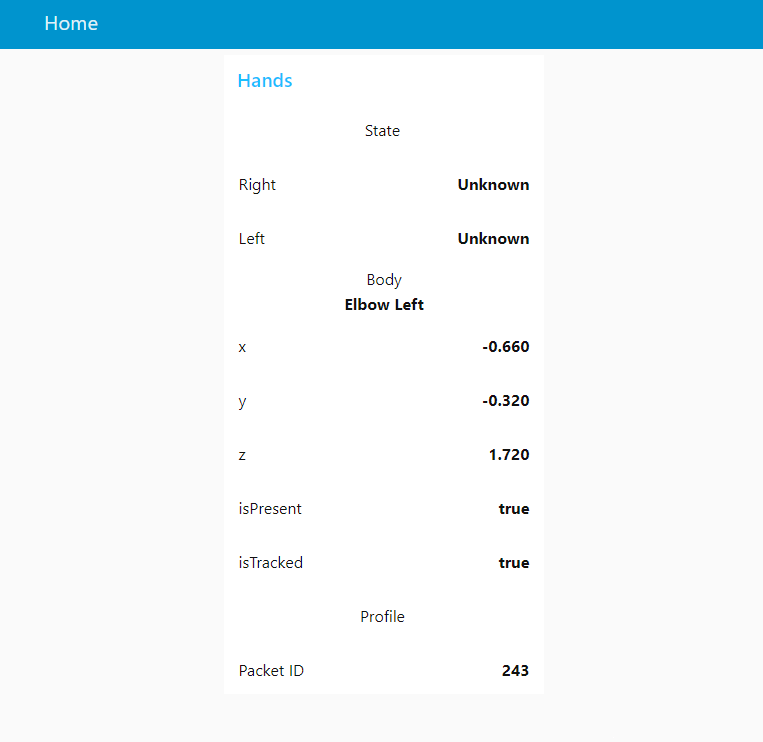 Home
Hands
State
Right Unknown
Left Unknown
Body
Elbow Left
x -0.660
y -0.320
z 1.720
isPresent true
isTracked true
Profile
Packet ID 243